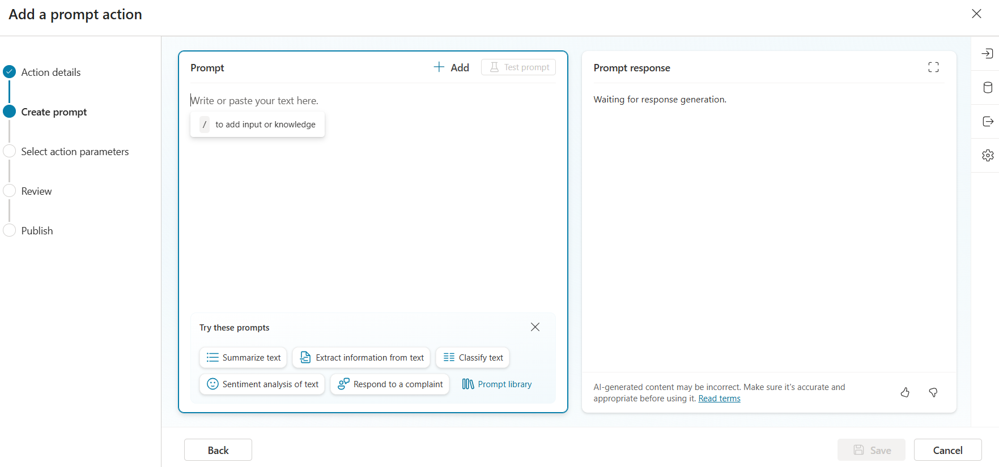 Add a prompt action
Action details
Create prompt
Select action parameters
Review
Publish
Prompt
Add
Test prompt
Write or paste your text here.
/ to add input or knowledge
Try these prompts
Summarize text
Extract information from text
Classify text
Sentiment analysis of text
Respond to a complaint
Prompt library
Prompt response
Waiting for response generation.
AI-generated content may be incorrect. Make sure it's accurate and
appropriate before using it. Read terms
Back
Save
Cancel